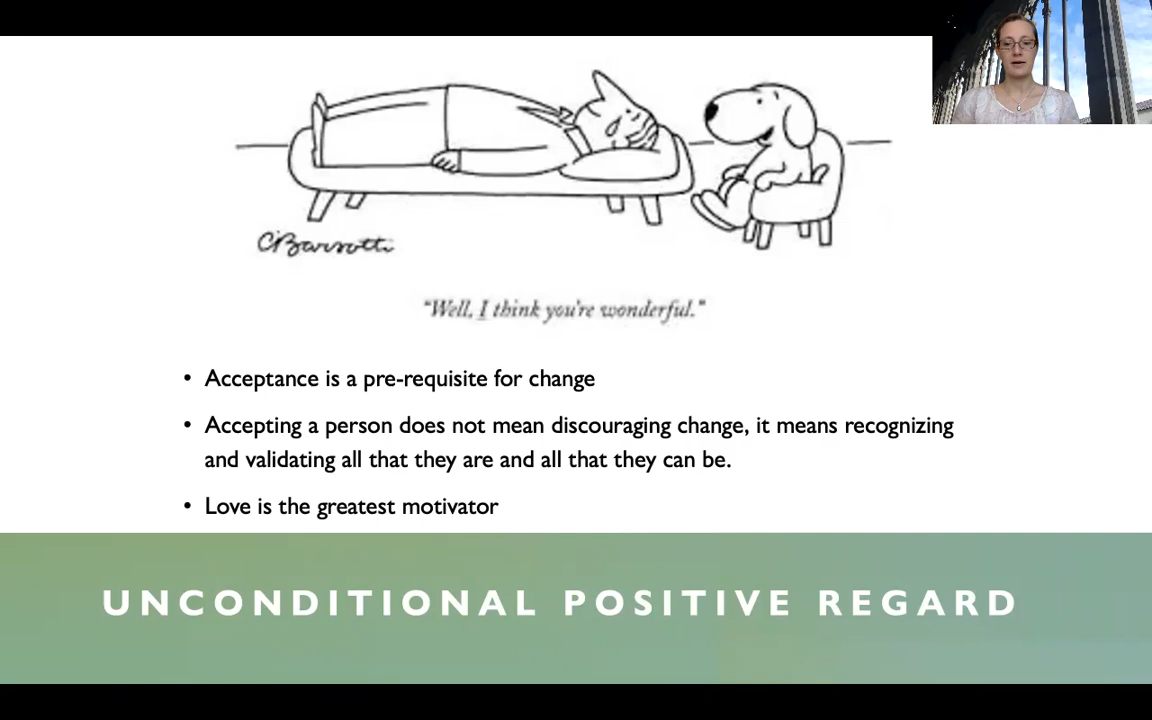 C. Barsotti
"Well, I think you're wonderful."
• Acceptance is a pre-requisite for change
• Accepting a person does not mean discouraging change, it means recognizing
and validating all that they are and all that they can be.
• Love is the greatest motivator
UNCONDITIONAL POSITIVE REGARD